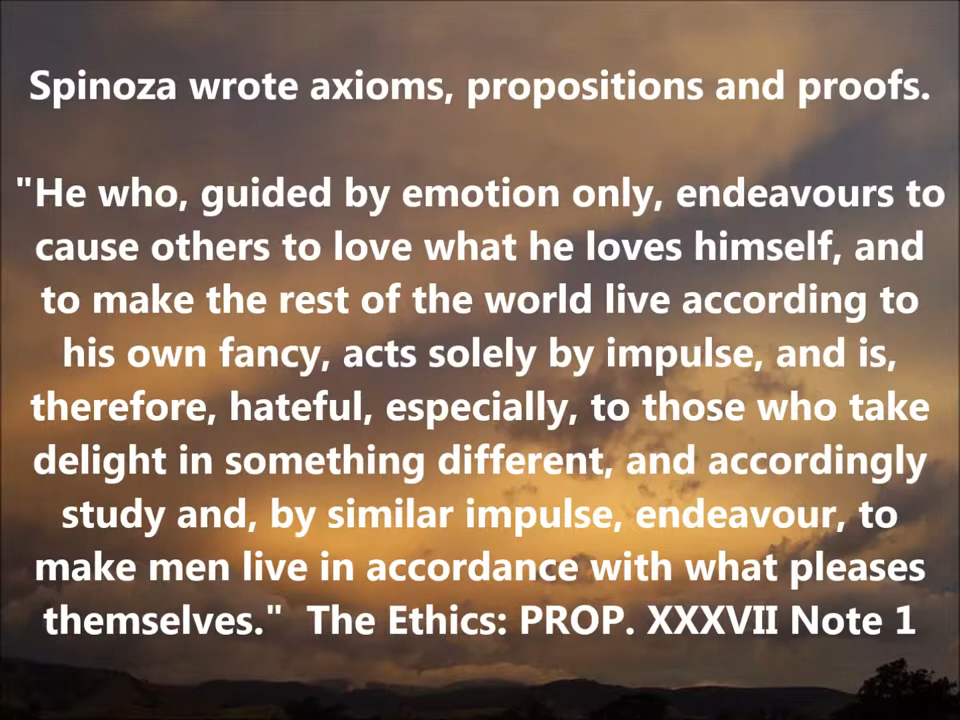 Spinoza wrote axioms, propositions and proofs.
"He who, guided by emotion only, endeavours to
cause others to love what he loves himself, and
to make the rest of the world live according to
his own fancy, acts solely by impulse, and is,
therefore, hateful, especially, to those who take
delight in something different, and accordingly
study and, by similar impulse, endeavour, to
make men live in accordance with what pleases
themselves."  The Ethics: PROP. XXXVII Note 1